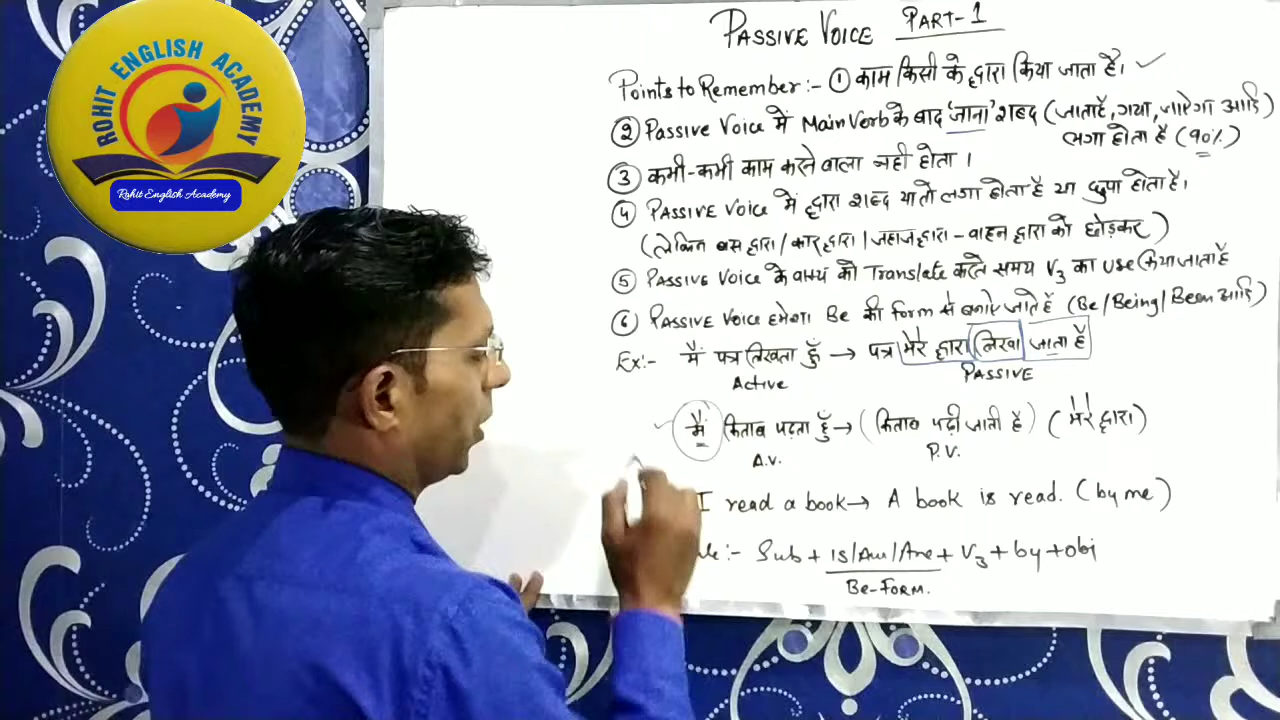 ROHIT ENGLISH ACADEMY
Rohit English Academy
PASSIVE VOICE PART-1
Points to Remember:- ① काम किसी के द्वारा किया जाता है।
② Passive Voice में Main Verb के बाद 'जाना' शब्द (जाता है, गया, जाएगा आदि)
लगा होता है (90%)
③ कभी-कभी काम करने वाला नही होता।
④ PASSIVE VOICE में द्वारा शब्द या तो लगा होता है या छुपा होता है।
(लेकिन बस द्वारा/कार द्वारा/जहाज द्वारा - वाहन द्वारा को छोड़कर)
⑤ PASSIVE VOICE के वाक्य को Translate करते समय V3 का use किया जाता है
⑥ PASSIVE VOICE हमेशा Be की form से बनाऐ जाते हैं (Be/Being/Been आदि)
Ex:- मैं पत्र लिखता हूँ → पत्र मेरे द्वारा लिखा जाता है
Active PASSIVE
मैं किताब पढ़ता हूँ → (किताब पढ़ी जाती है) (मेरे द्वारा)
A.V. P.V.
I read a book → A book is read. (by me)
:- Sub + is/Am/Are + V3 + by + obj
Be-FORM.